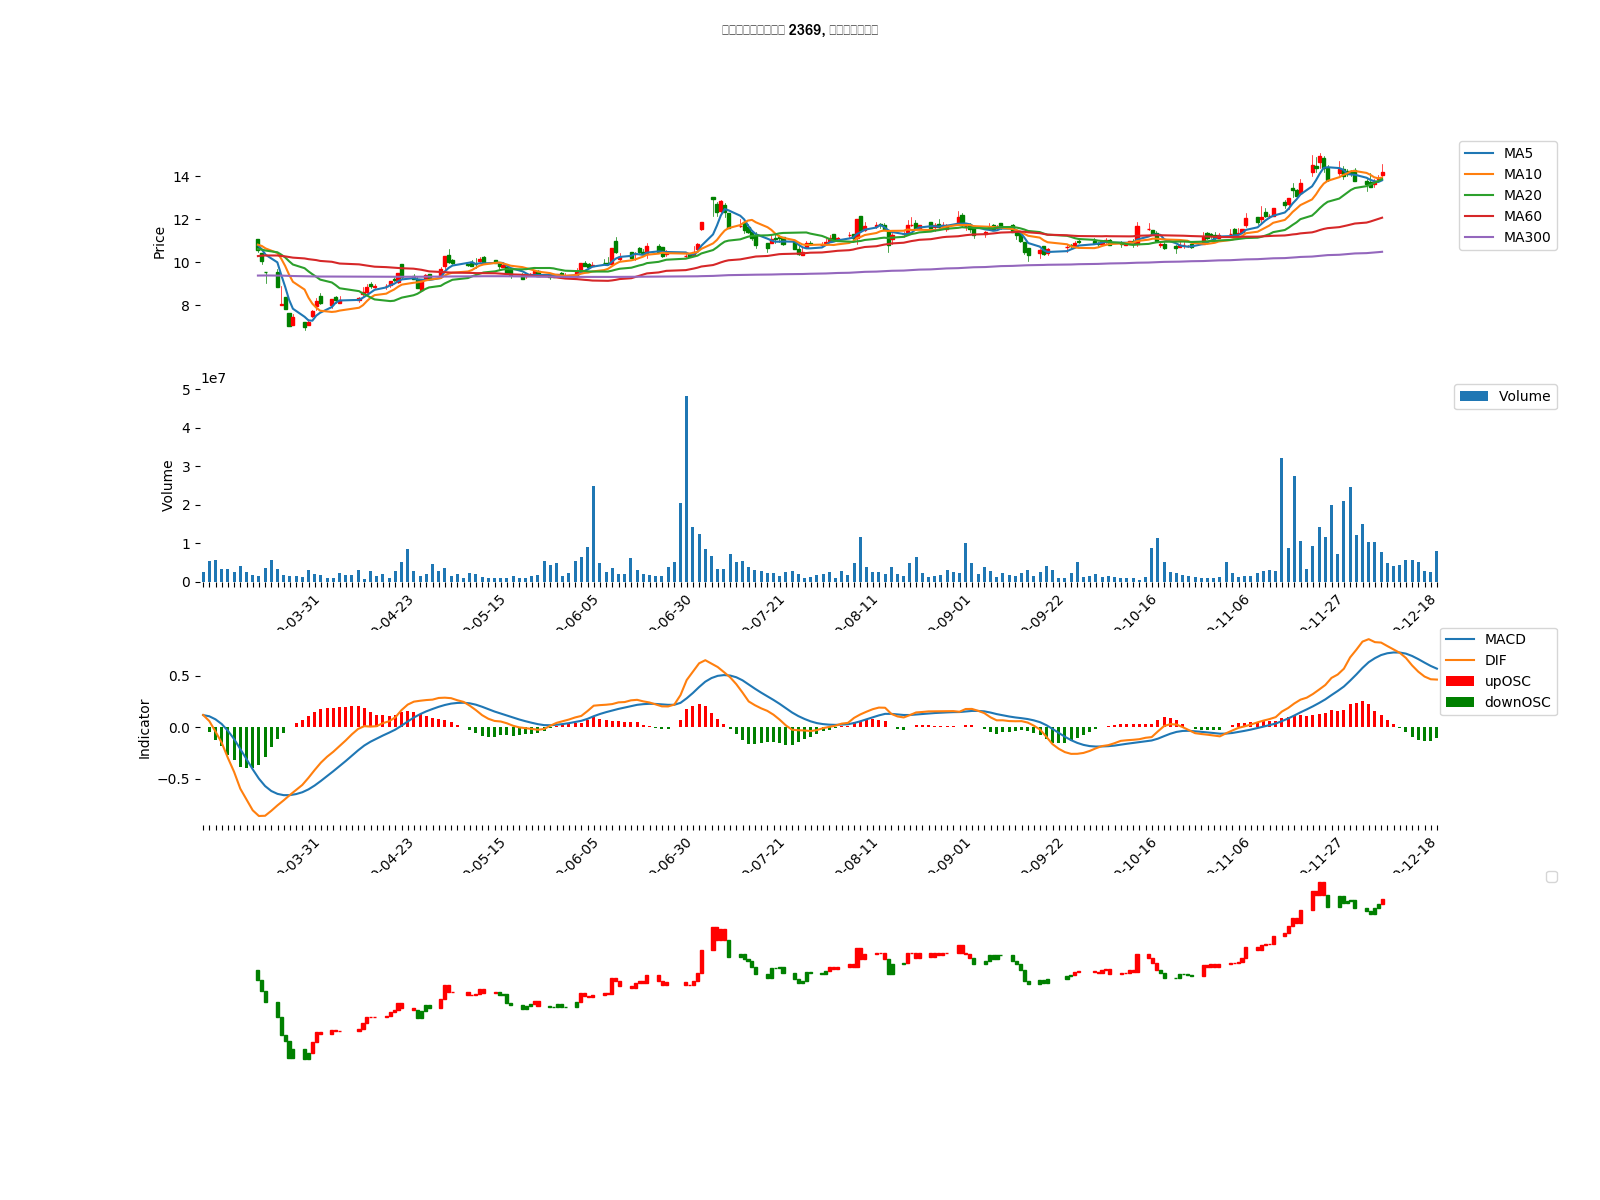 2369,
MA5
MA10
MA20
MA60
MA300
Price
14
12
10
8
1e7
Volume
Volume
5
4
3
2
1
0
-03-31
-04-23
-05-15
-06-05
-06-30
-07-21
-08-11
-09-01
-09-22
-10-16
-11-06
-11-27
-12-18
MACD
DIF
upOSC
downOSC
Indicator
0.5
0.0
−0.5
-03-31
-04-23
-05-15
-06-05
-06-30
-07-21
-08-11
-09-01
-09-22
-10-16
-11-06
-11-27
-12-18